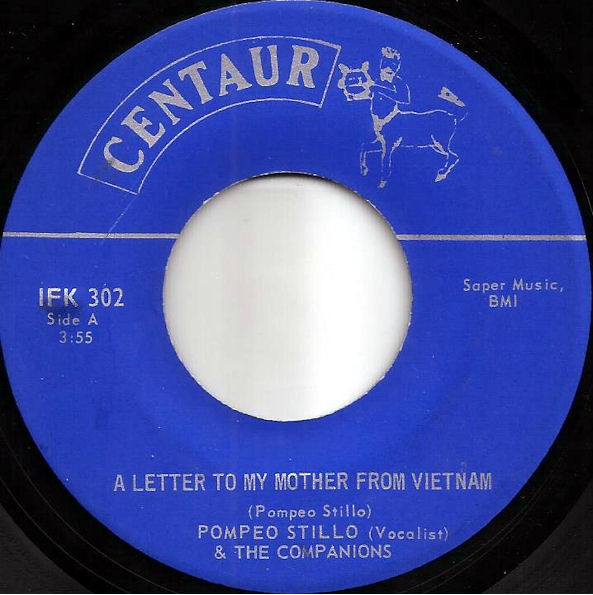 CENTAUR
IFK 302
Side A
3:55
Saper Music,
BMI
A LETTER TO MY MOTHER FROM VIETNAM
(Pompeo Stillo)
POMPEO STILLO (Vocalist)
& THE COMPANIONS